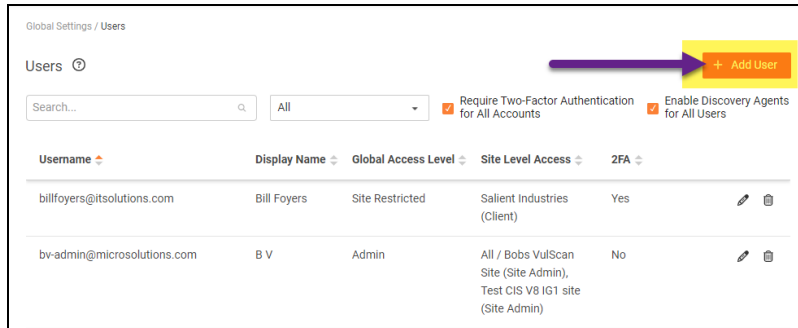 Global Settings / Users
Users ?
+ Add User
Search...
All
Require Two-Factor Authentication
for All Accounts
Enable Discovery Agents
for All Users
Username Display Name Global Access Level Site Level Access 2FA
billfoyers@itsolutions.com Bill Foyers Site Restricted Salient Industries Yes
(Client)
bv-admin@microsolutions.com B V Admin All / Bobs VulScan No
Site (Site Admin),
Test CIS V8 IG1 site
(Site Admin)